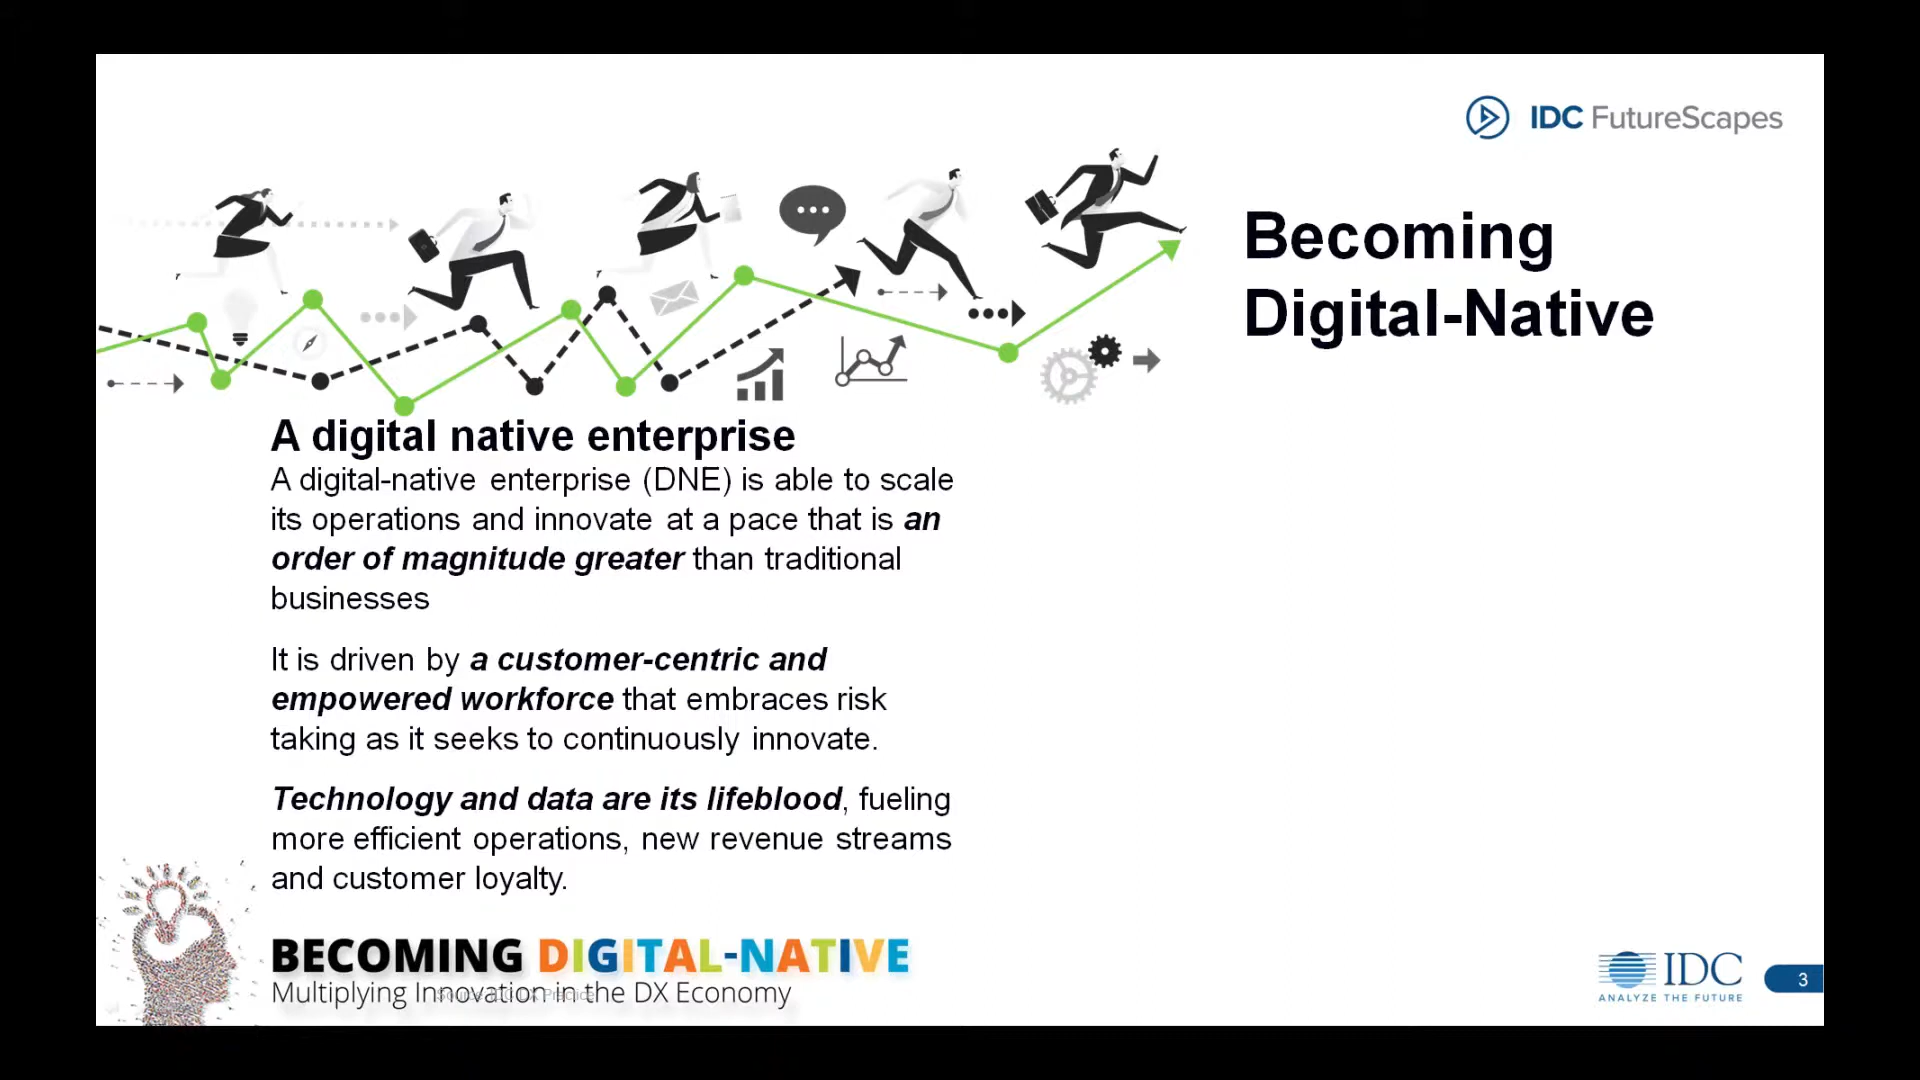 IDC FutureScapes
Becoming
Digital-Native
A digital native enterprise
A digital-native enterprise (DNE) is able to scale
its operations and innovate at a pace that is an
order of magnitude greater than traditional
businesses
It is driven by a customer-centric and
empowered workforce that embraces risk
taking as it seeks to continuously innovate.
Technology and data are its lifeblood, fueling
more efficient operations, new revenue streams
and customer loyalty.
BECOMING DIGITAL-NATIVE
Multiplying Innovation in the DX Economy
IDC
ANALYZE THE FUTURE
3